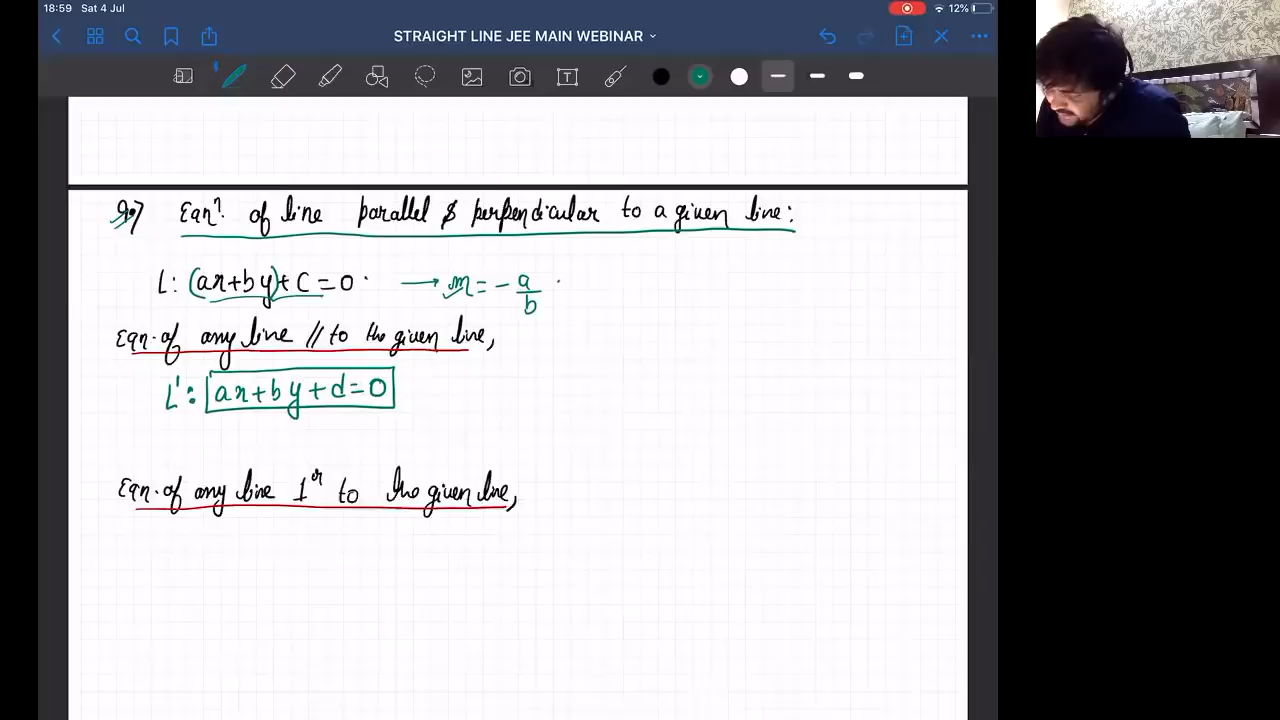 18:59 Sat 4 Jul
12%
STRAIGHT LINE JEE MAIN WEBINAR
T
9.) Eqn. of line parallel & perpendicular to a given line:
L: (ax+by)+c=0. → m = -a/b
Eqn. of any line // to the given line,
L': ax+by+d=0
Eqn. of any line ⊥er to the given line,